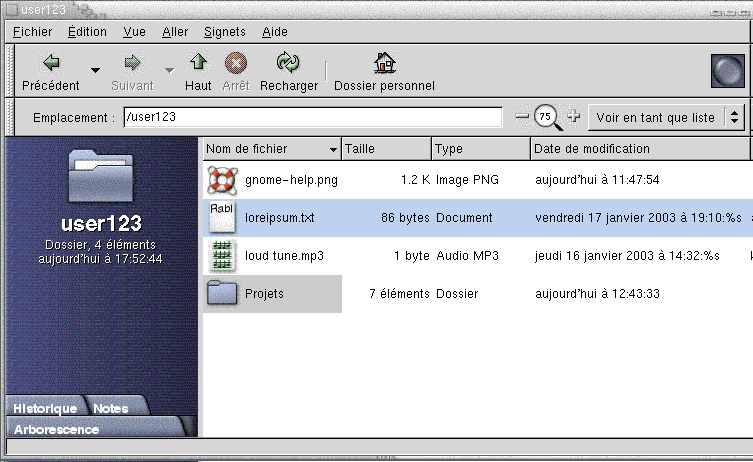 user123
Fichier Édition Vue Aller Signets Aide
Précédent Suivant Haut Arrêt Recharger Dossier personnel
Emplacement : /user123 75 Voir en tant que liste
Nom de fichier Taille Type Date de modification
gnome-help.png 1.2 K Image PNG aujourd'hui à 11:47:54
Rabl loreipsum.txt 86 bytes Document vendredi 17 janvier 2003 à 19:10:%s
loud tune.mp3 1 byte Audio MP3 jeudi 16 janvier 2003 à 14:32:%s
Projets 7 éléments Dossier aujourd'hui à 12:43:33
user123
Dossier, 4 éléments
aujourd'hui à 17:52:44
Historique Notes
Arborescence